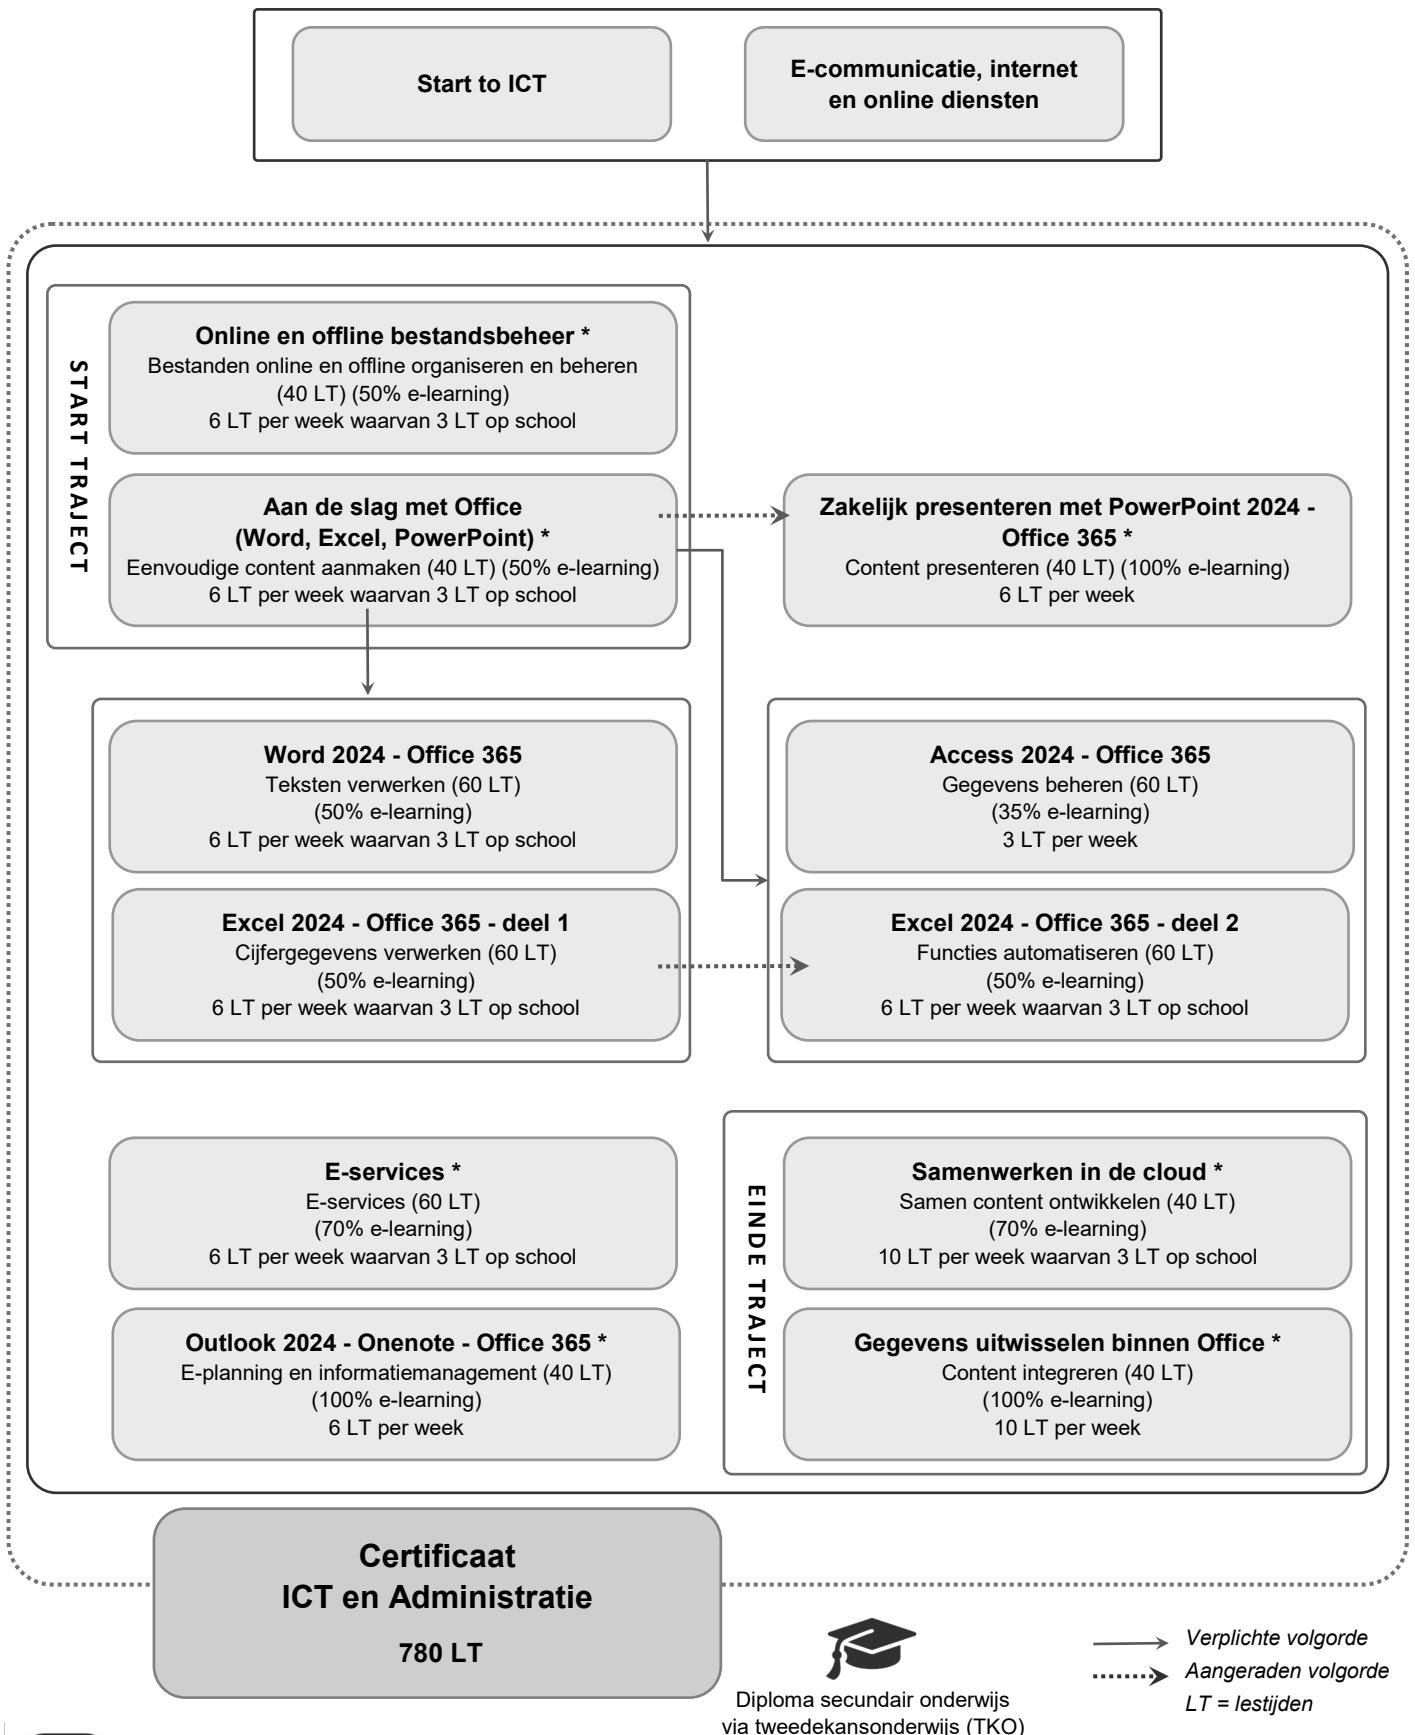 Start to ICT
E-communicatie, internet
en online diensten
START TRAJECT
Online en offline bestandsbeheer *
Bestanden online en offline organiseren en beheren
(40 LT) (50% e-learning)
6 LT per week waarvan 3 LT op school
Aan de slag met Office
(Word, Excel, PowerPoint) *
Eenvoudige content aanmaken (40 LT) (50% e-learning)
6 LT per week waarvan 3 LT op school
Zakelijk presenteren met PowerPoint 2024 -
Office 365 *
Content presenteren (40 LT) (100% e-learning)
6 LT per week
Word 2024 - Office 365
Teksten verwerken (60 LT)
(50% e-learning)
6 LT per week waarvan 3 LT op school
Access 2024 - Office 365
Gegevens beheren (60 LT)
(35% e-learning)
3 LT per week
Excel 2024 - Office 365 - deel 1
Cijfergegevens verwerken (60 LT)
(50% e-learning)
6 LT per week waarvan 3 LT op school
Excel 2024 - Office 365 - deel 2
Functies automatiseren (60 LT)
(50% e-learning)
6 LT per week waarvan 3 LT op school
E-services *
E-services (60 LT)
(70% e-learning)
6 LT per week waarvan 3 LT op school
EINDE TRAJECT
Samenwerken in de cloud *
Samen content ontwikkelen (40 LT)
(70% e-learning)
10 LT per week waarvan 3 LT op school
Outlook 2024 - Onenote - Office 365 *
E-planning en informatiemanagement (40 LT)
(100% e-learning)
6 LT per week
Gegevens uitwisselen binnen Office *
Content integreren (40 LT)
(100% e-learning)
10 LT per week
Certificaat
ICT en Administratie
780 LT
Diploma secundair onderwijs
via tweedekansonderwijs (TKO)
Verplichte volgorde
Aangeraden volgorde
LT = lestijden